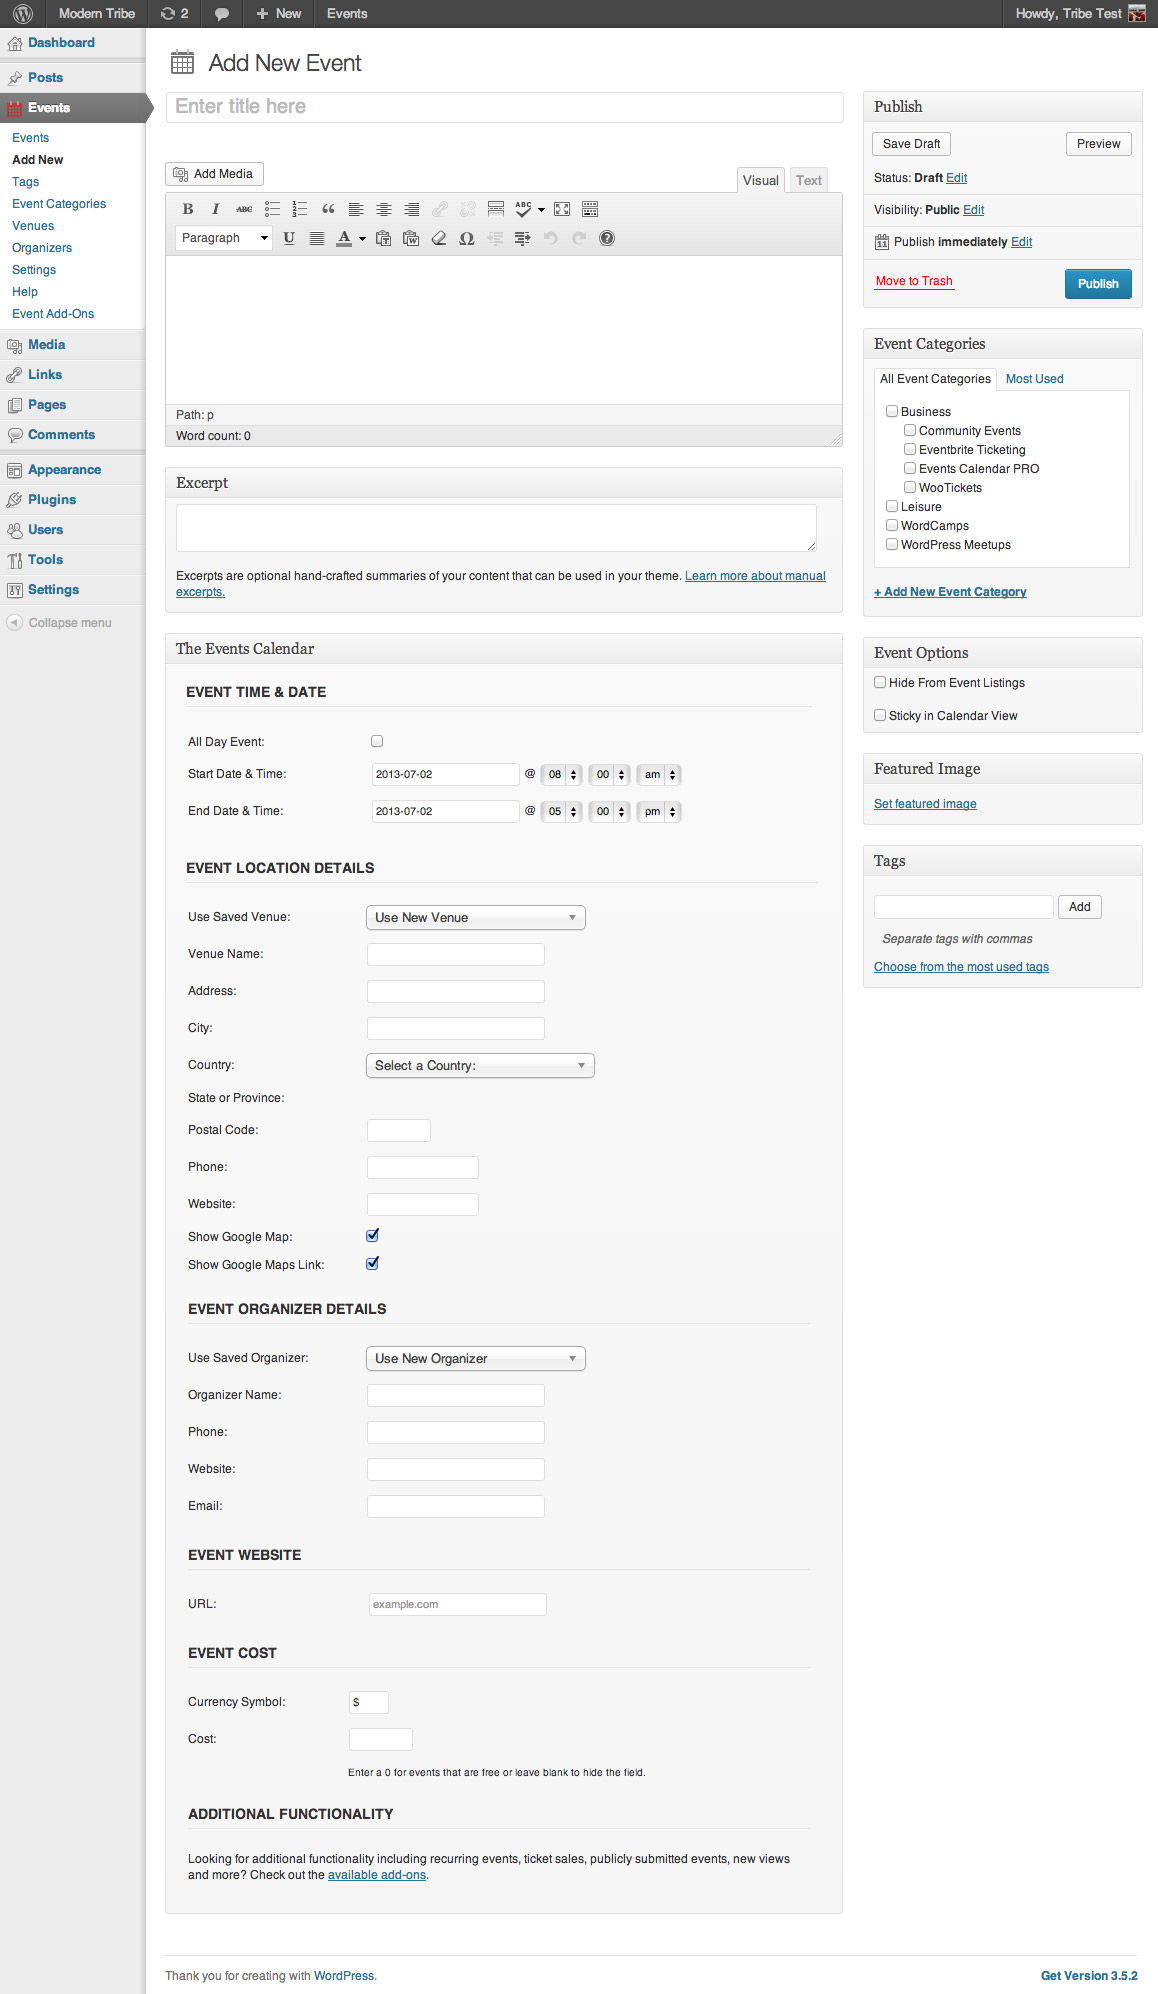 Modern Tribe 2 + New Events Howdy, Tribe Test
Dashboard
Posts
Events
Events
Add New
Tags
Event Categories
Venues
Organizers
Settings
Help
Event Add-Ons
Media
Links
Pages
Comments
Appearance
Plugins
Users
Tools
Settings
Collapse menu
Add New Event
Enter title here
Add Media
Visual Text
B I ABC ABC
Paragraph U A
Path: p
Word count: 0
Excerpt
Excerpts are optional hand-crafted summaries of your content that can be used in your theme. Learn more about manual
excerpts.
The Events Calendar
EVENT TIME & DATE
All Day Event:
Start Date & Time: 2013-07-02 @ 08 00 am
End Date & Time: 2013-07-02 @ 05 00 pm
EVENT LOCATION DETAILS
Use Saved Venue: Use New Venue
Venue Name:
Address:
City:
Country: Select a Country:
State or Province:
Postal Code:
Phone:
Website:
Show Google Map:
Show Google Maps Link:
EVENT ORGANIZER DETAILS
Use Saved Organizer: Use New Organizer
Organizer Name:
Phone:
Website:
Email:
EVENT WEBSITE
URL: example.com
EVENT COST
Currency Symbol: $
Cost:
Enter a 0 for events that are free or leave blank to hide the field.
ADDITIONAL FUNCTIONALITY
Looking for additional functionality including recurring events, ticket sales, publicly submitted events, new views
and more? Check out the available add-ons.
Publish
Save Draft Preview
Status: Draft Edit
Visibility: Public Edit
11 Publish immediately Edit
Move to Trash Publish
Event Categories
All Event Categories Most Used
Business
Community Events
Eventbrite Ticketing
Events Calendar PRO
WooTickets
Leisure
WordCamps
WordPress Meetups
+ Add New Event Category
Event Options
Hide From Event Listings
Sticky in Calendar View
Featured Image
Set featured image
Tags
Add
Separate tags with commas
Choose from the most used tags
Thank you for creating with WordPress. Get Version 3.5.2